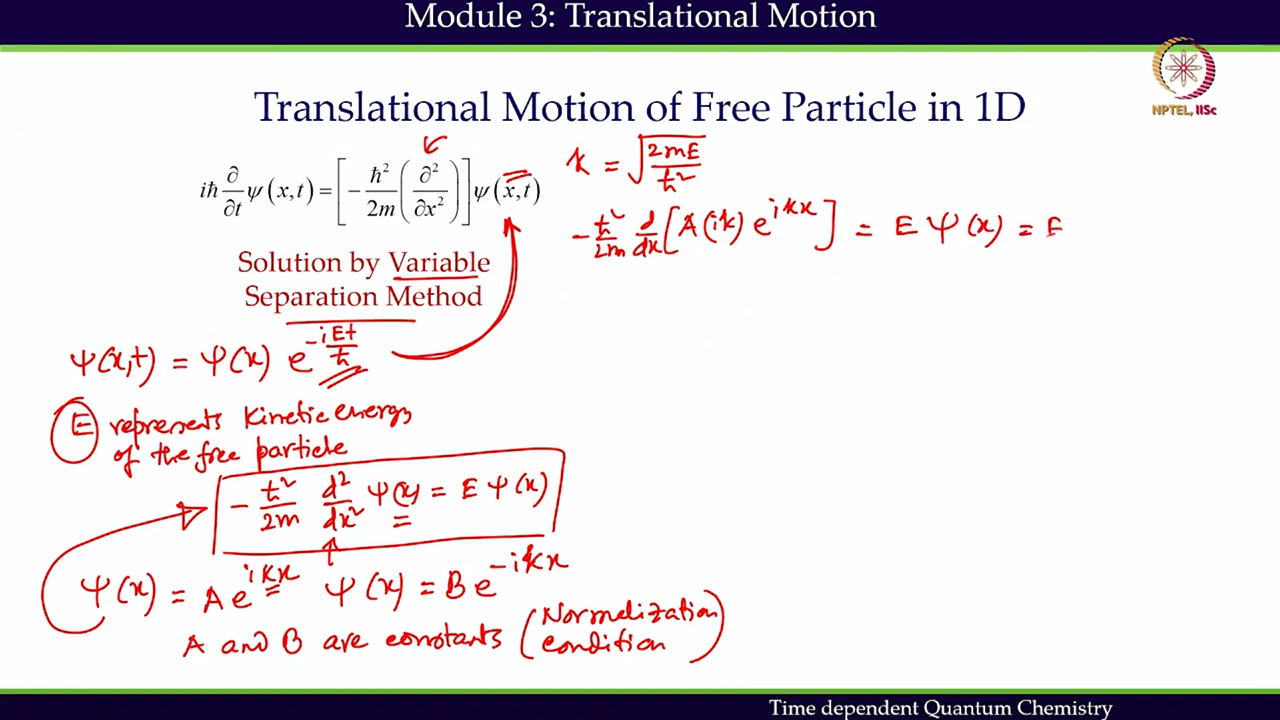 Module 3: Translational Motion
NPTEL, IISc
Translational Motion of Free Particle in 1D
iħ ∂/∂t ψ(x,t) = [-ħ²/2m (∂²/∂x²)] ψ(x,t)
k = √(2mE/ħ²)
-ħ²/2m d/dx [A(ik) e^{ikx}] = E ψ(x) = E
Solution by Variable
Separation Method
Ψ(x,t) = Ψ(x) e^{-iEt/ħ}
E represents kinetic energy
of the free particle
-ħ²/2m d²/dx² Ψ(x) = E Ψ(x)
Ψ(x) = A e^{ikx} Ψ(x) = B e^{-ikx}
A and B are constants (Normalization
condition)
Time dependent Quantum Chemistry